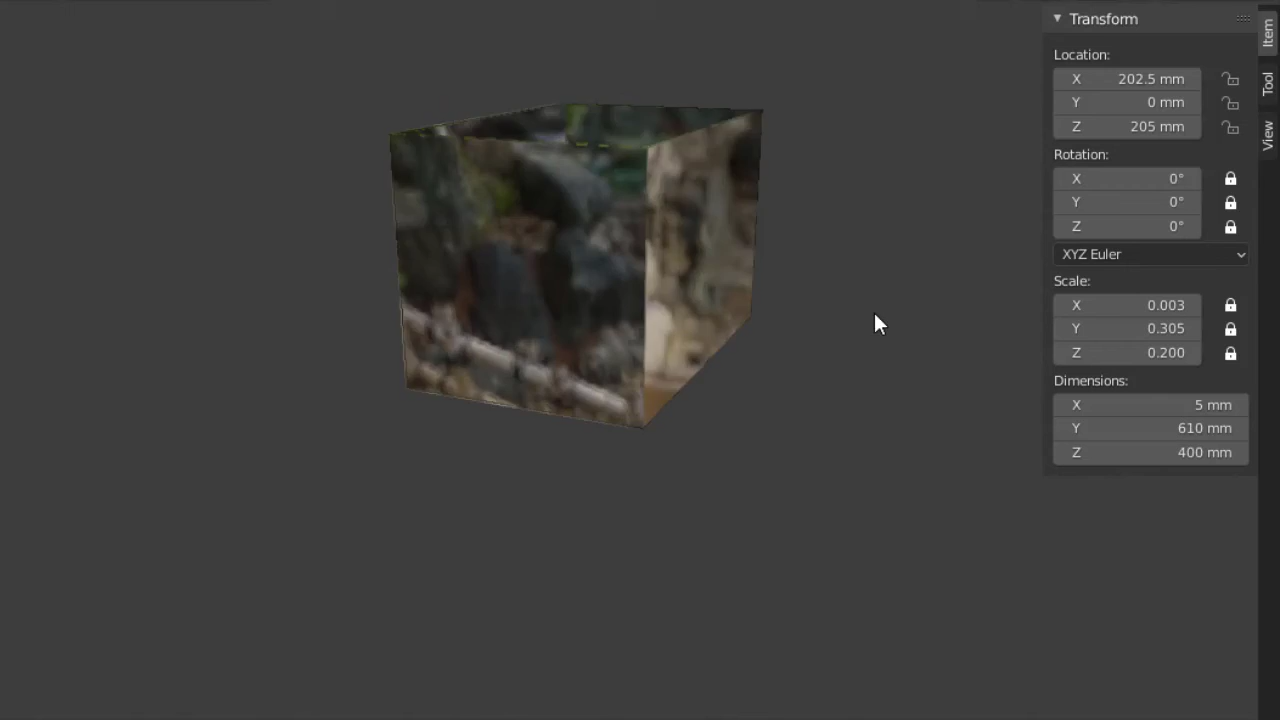 Transform
Location:
X 202.5 mm
Y 0 mm
Z 205 mm
Rotation:
X 0°
Y 0°
Z 0°
XYZ Euler
Scale:
X 0.003
Y 0.305
Z 0.200
Dimensions:
X 5 mm
Y 610 mm
Z 400 mm
Item
Tool
View